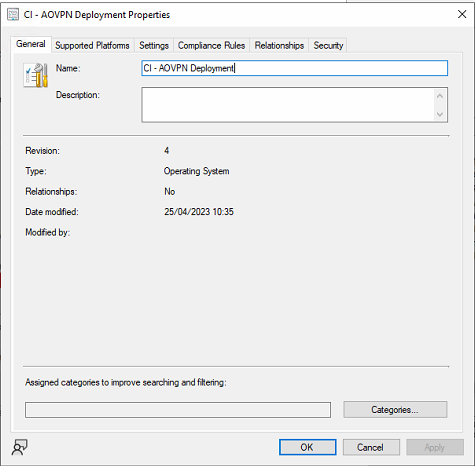 CI - AOVPN Deployment Properties
General Supported Platforms Settings Compliance Rules Relationships Security
Name: CI - AOVPN Deployment
Description:
Revision: 4
Type: Operating System
Relationships: No
Date modified: 25/04/2023 10:35
Modified by:
Assigned categories to improve searching and filtering:
Categories...
OK Cancel Apply